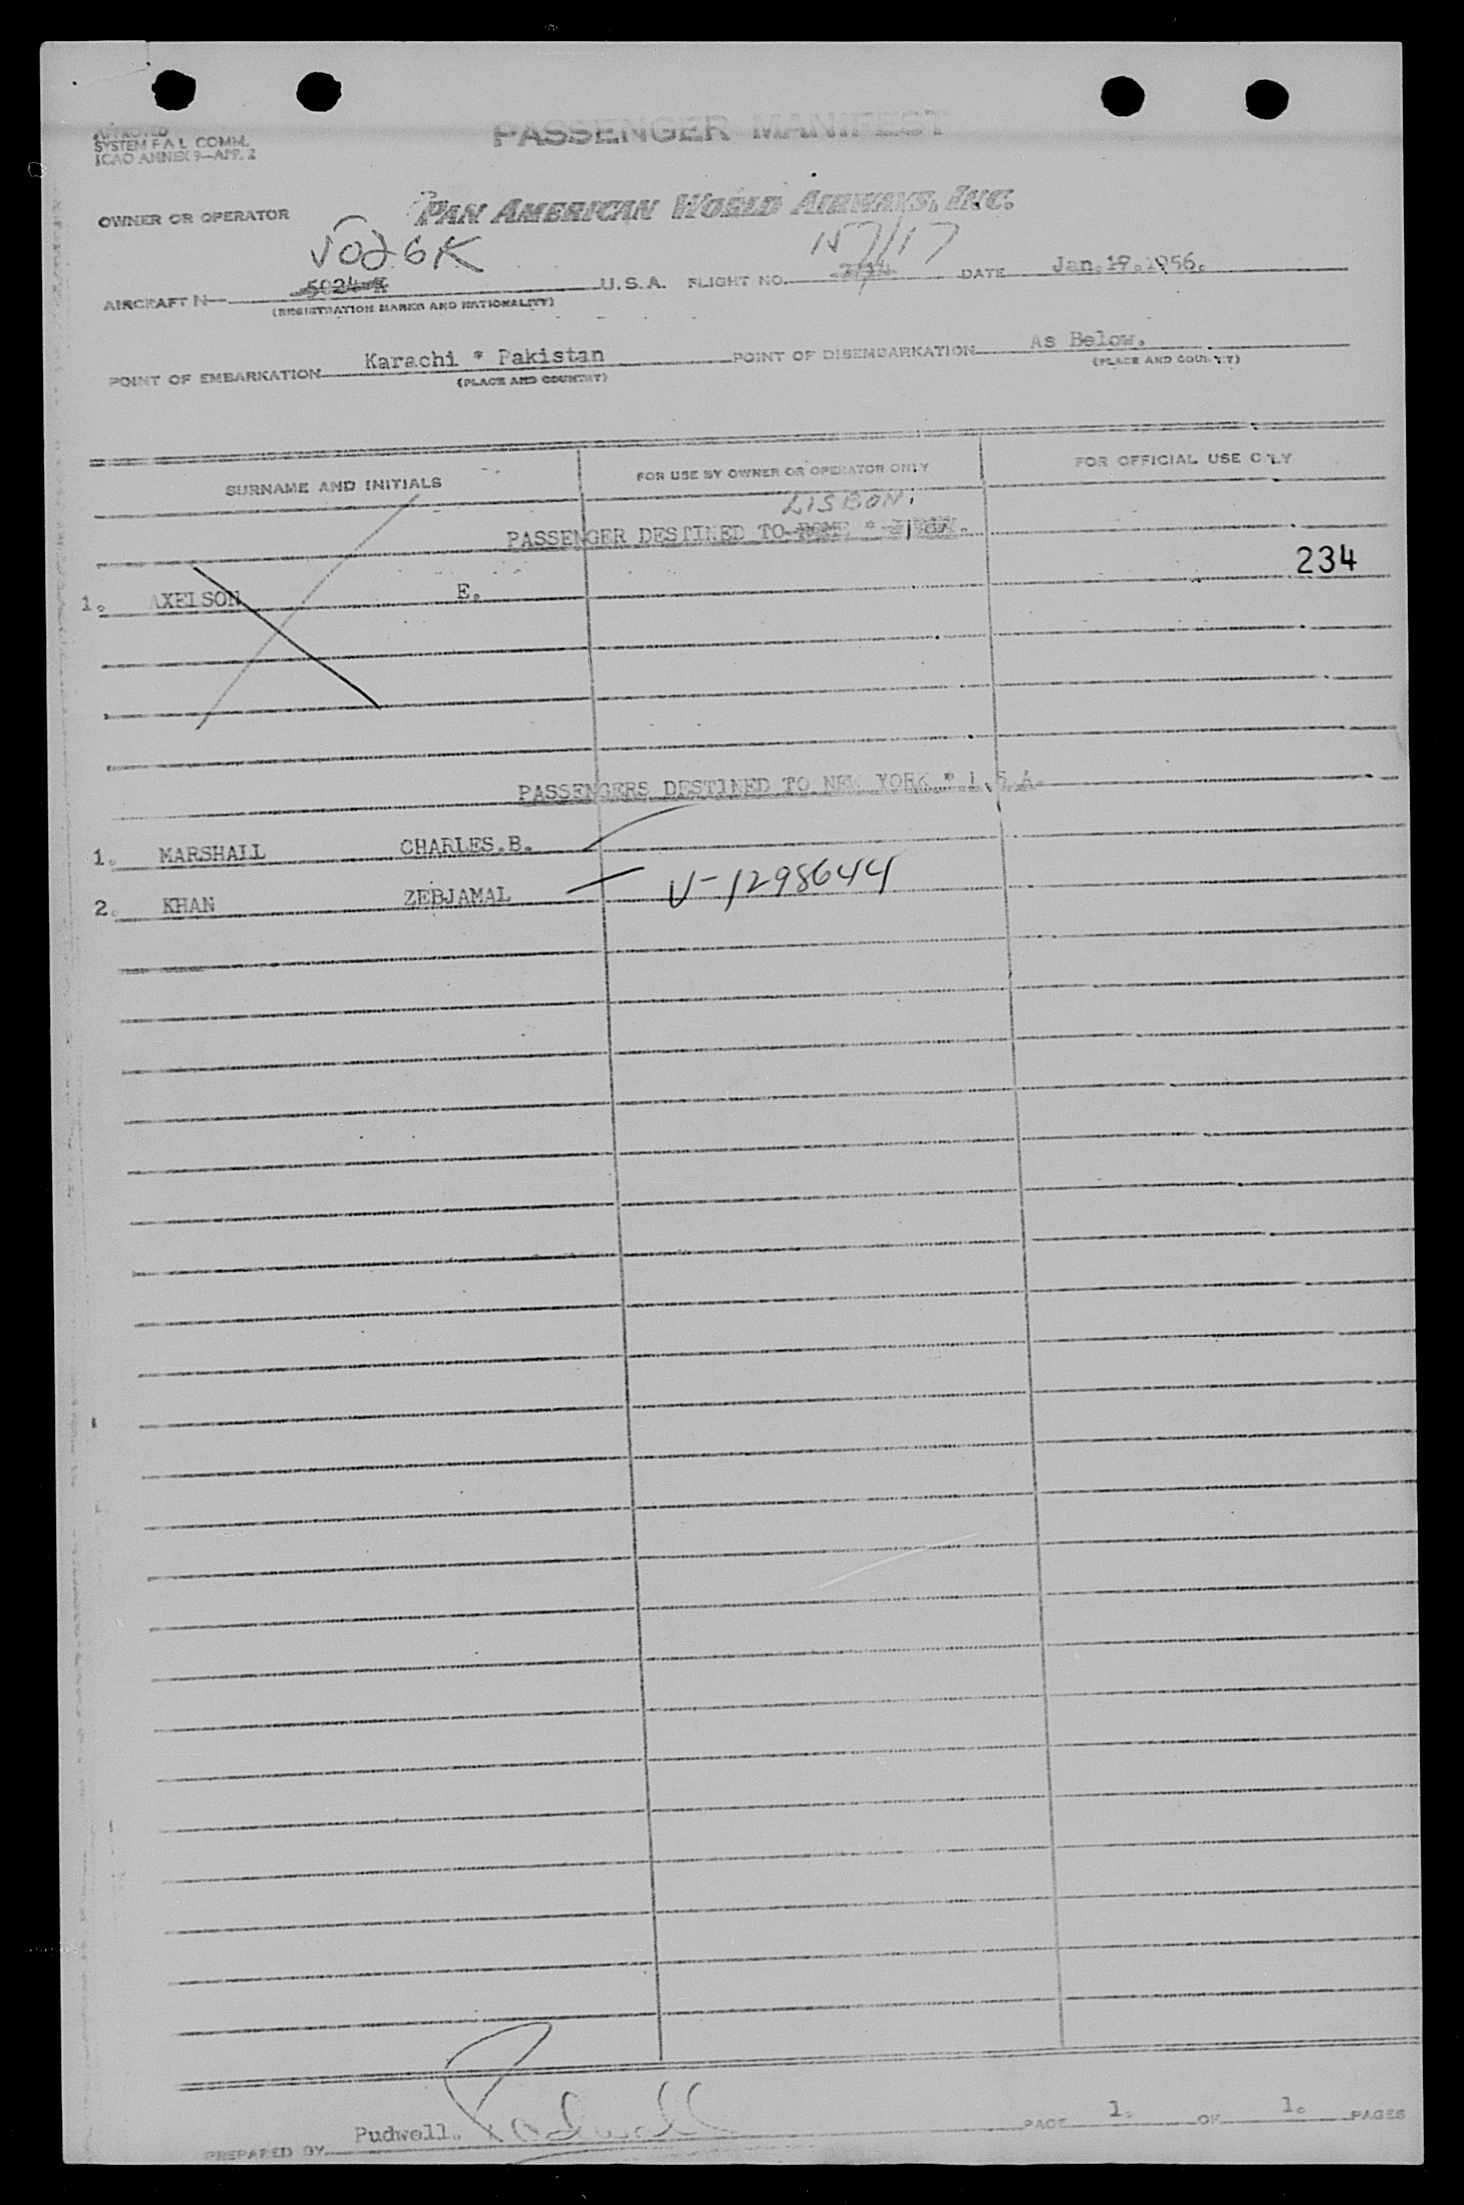 APPROVED
SYSTEM F A L COMM.
ICAO ANNEX 9—APP. 2
PASSENGER MANIFEST
OWNER OR OPERATOR PAN AMERICAN WORLD AIRWAYS, INC.
V026K N7/17
AIRCRAFT N 5024-K U.S.A. FLIGHT NO. DATE Jan. 19. 1956.
(REGISTRATION MARKS AND NATIONALITY)
POINT OF EMBARKATION Karachi * Pakistan POINT OF DISEMBARKATION As Below.
(PLACE AND COUNTRY) (PLACE AND COUNTRY)
SURNAME AND INITIALS FOR USE BY OWNER OR OPERATOR ONLY FOR OFFICIAL USE ONLY
LISBON.
PASSENGER DESTINED TO ROME *
234
1. AXELSON E.
PASSENGERS DESTINED TO NEW YORK * U.S.A.
1. MARSHALL CHARLES.B.
2. KHAN ZEBJAMAL V-1298644
PREPARED BY Pudwell. Pudwell PAGE 1. OF 1. PAGES